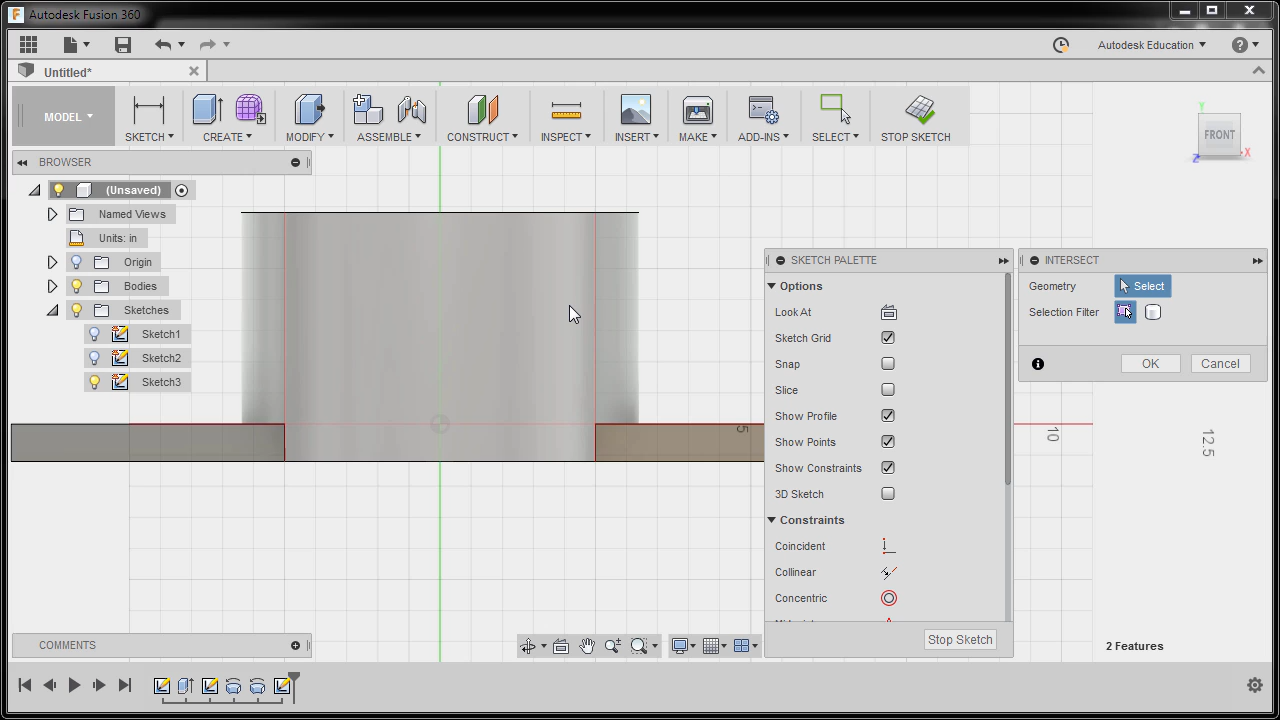 Autodesk Fusion 360
Autodesk Education
Untitled*
MODEL
SKETCH
CREATE
MODIFY
ASSEMBLE
CONSTRUCT
INSPECT
INSERT
MAKE
ADD-INS
SELECT
STOP SKETCH
Y
FRONT
X
Z
BROWSER
(Unsaved)
Named Views
Units: in
Origin
Bodies
Sketches
Sketch1
Sketch2
Sketch3
5
10
12.5
SKETCH PALETTE
Options
Look At
Sketch Grid
Snap
Slice
Show Profile
Show Points
Show Constraints
3D Sketch
Constraints
Coincident
Collinear
Concentric
Stop Sketch
INTERSECT
Geometry
Select
Selection Filter
OK
Cancel
COMMENTS
2 Features